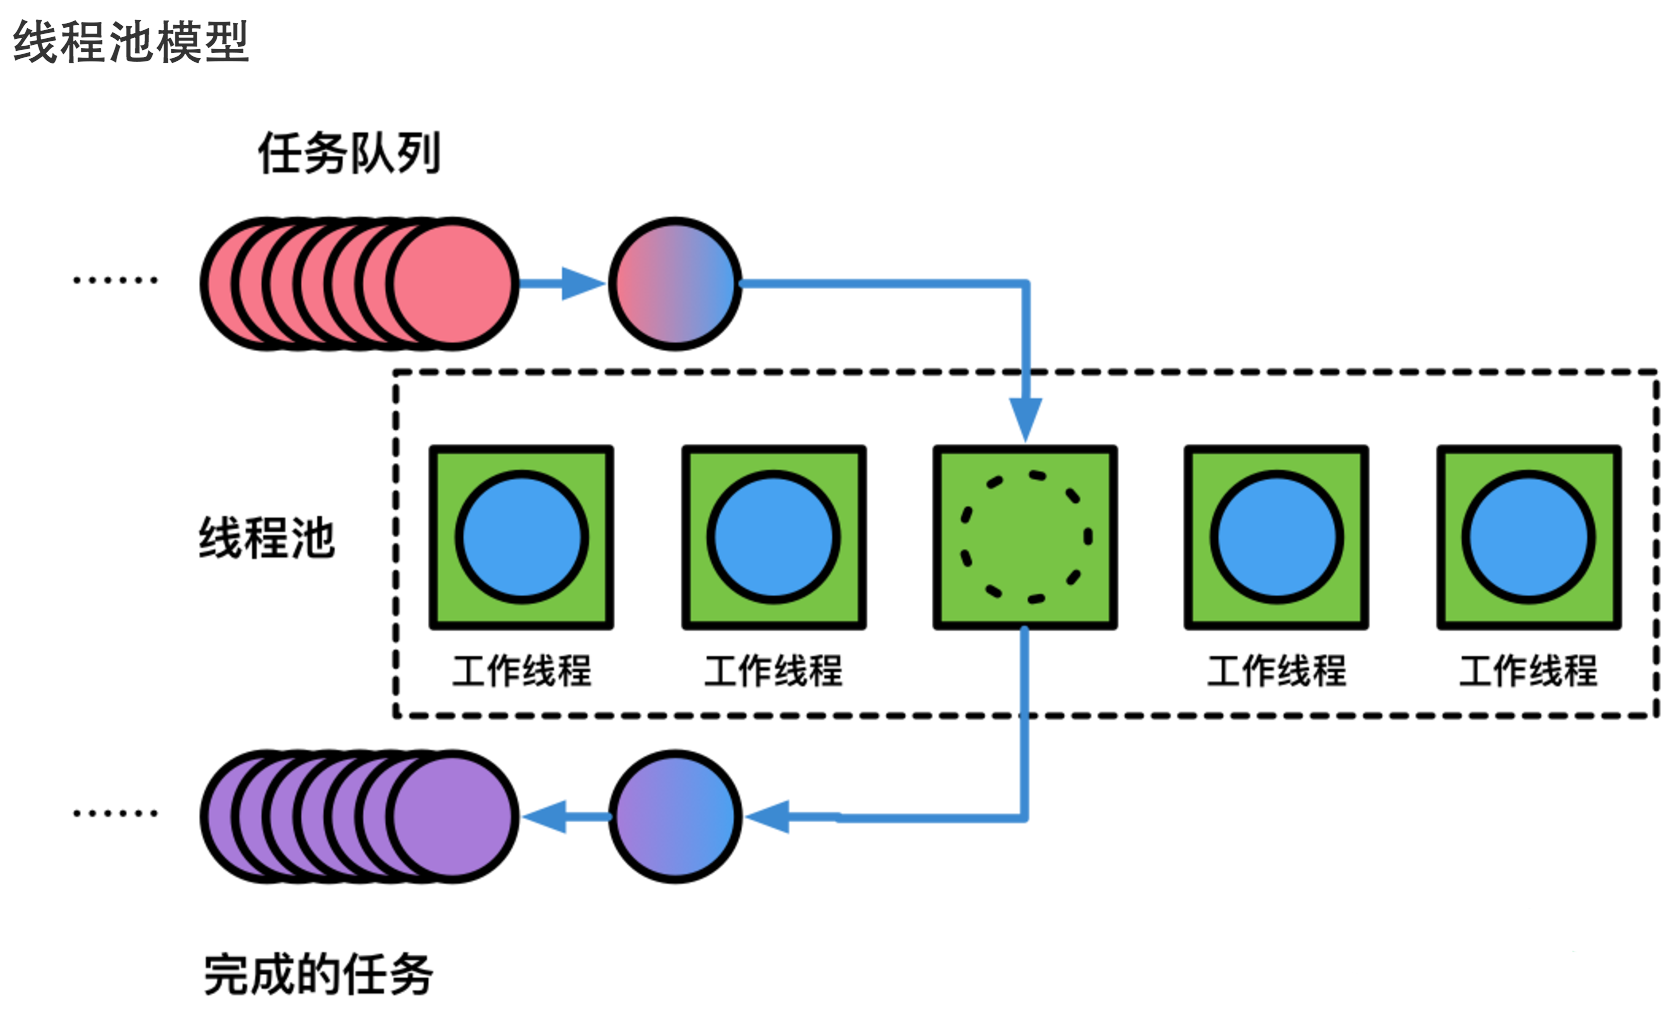 线程池模型
任务队列
……
线程池
工作线程
工作线程
工作线程
工作线程
……
完成的任务